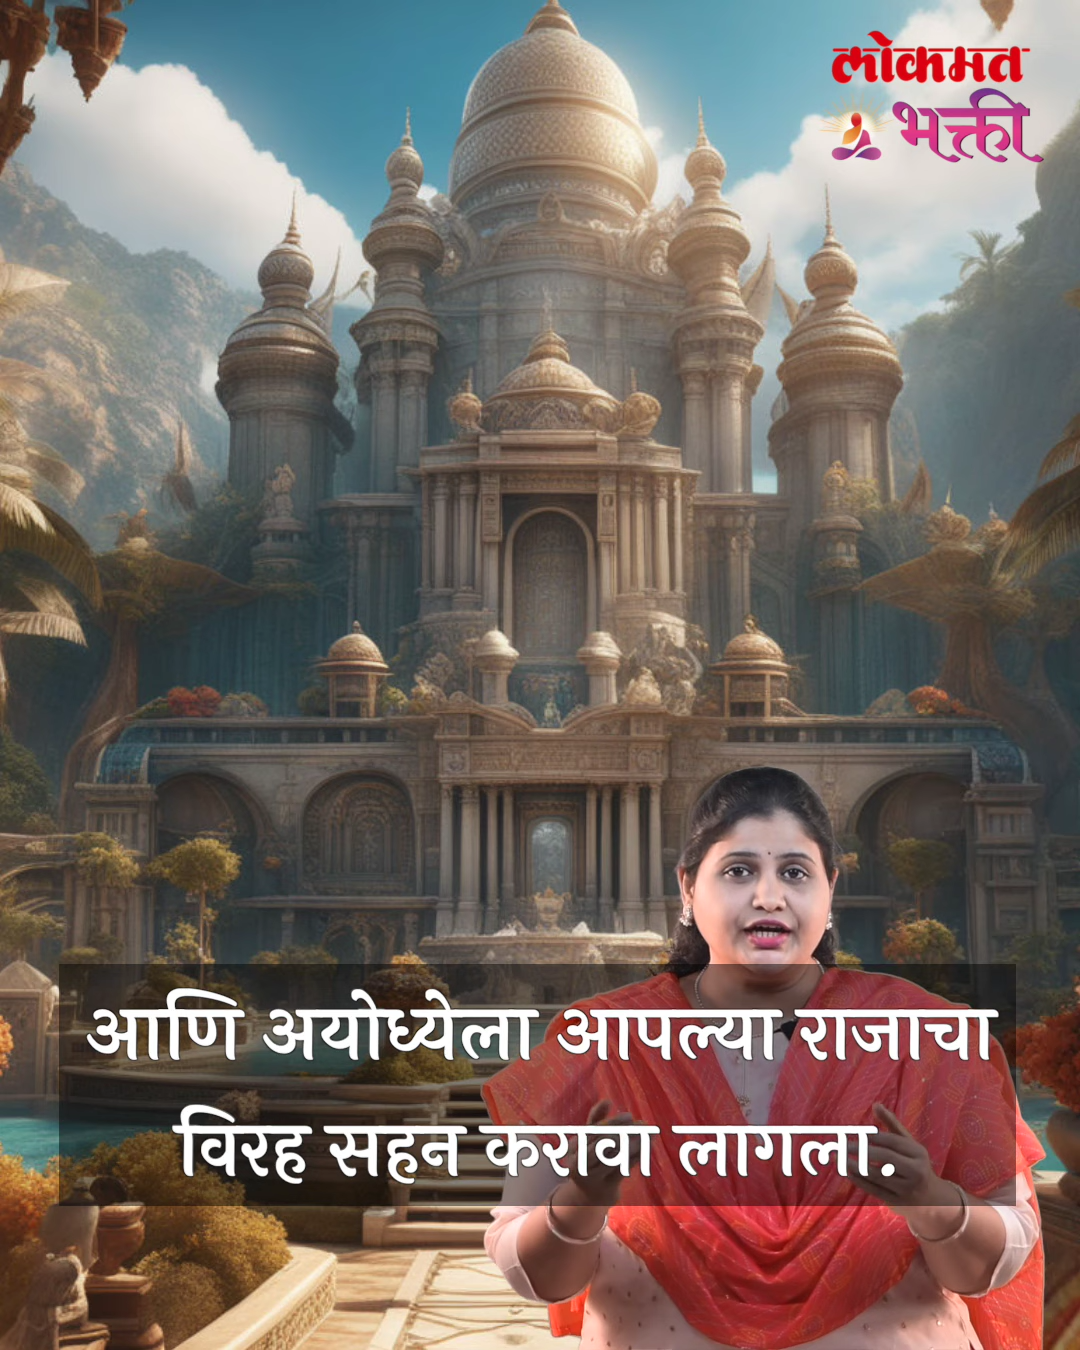 लोकमत
भक्ती
आणि अयोध्येला आपल्या राजाचा
विरह सहन करावा लागला.